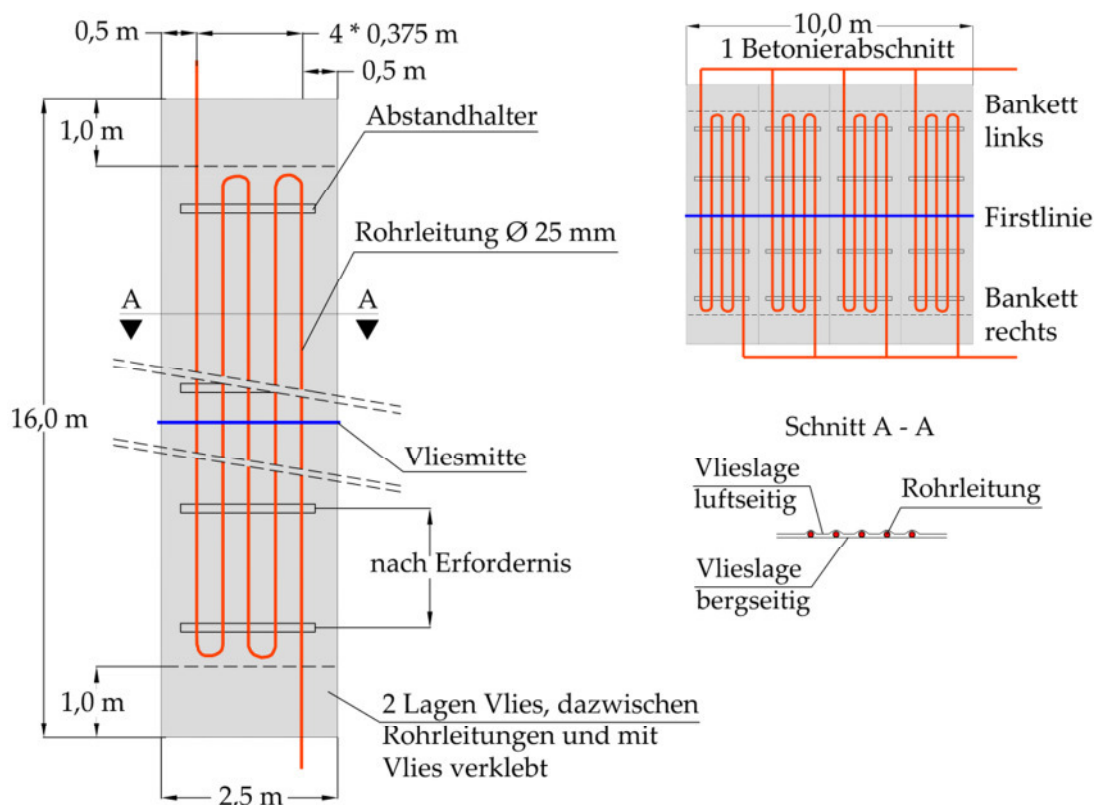 0,5 m
4 * 0,375 m
0,5 m
1,0 m
Abstandhalter
Rohrleitung Ø 25 mm
A
A
16,0 m
Vliesmitte
nach Erfordernis
1,0 m
2 Lagen Vlies, dazwischen
Rohrleitungen und mit
Vlies verklebt
2,5 m
10,0 m
1 Betonierabschnitt
Bankett
links
Firstlinie
Bankett
rechts
Schnitt A - A
Vlieslage
luftseitig
Rohrleitung
Vlieslage
bergseitig